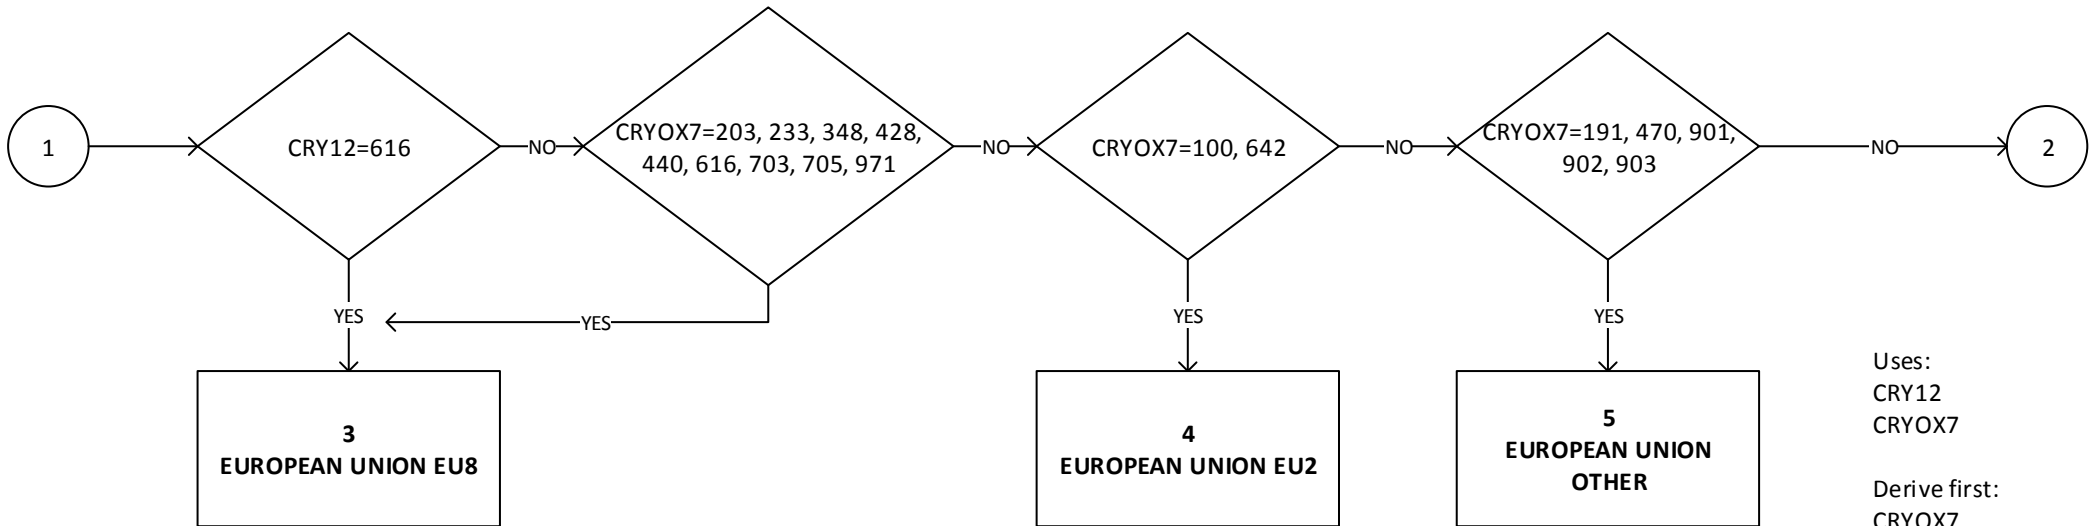 1
CRY12=616
NO
CRYOX7=203, 233, 348, 428,
440, 616, 703, 705, 971
NO
CRYOX7=100, 642
NO
CRYOX7=191, 470, 901,
902, 903
NO
2
YES
YES
YES
YES
3
EUROPEAN UNION EU8
4
EUROPEAN UNION EU2
5
EUROPEAN UNION
OTHER
Uses:
CRY12
CRYOX7
Derive first:
CRYOX7